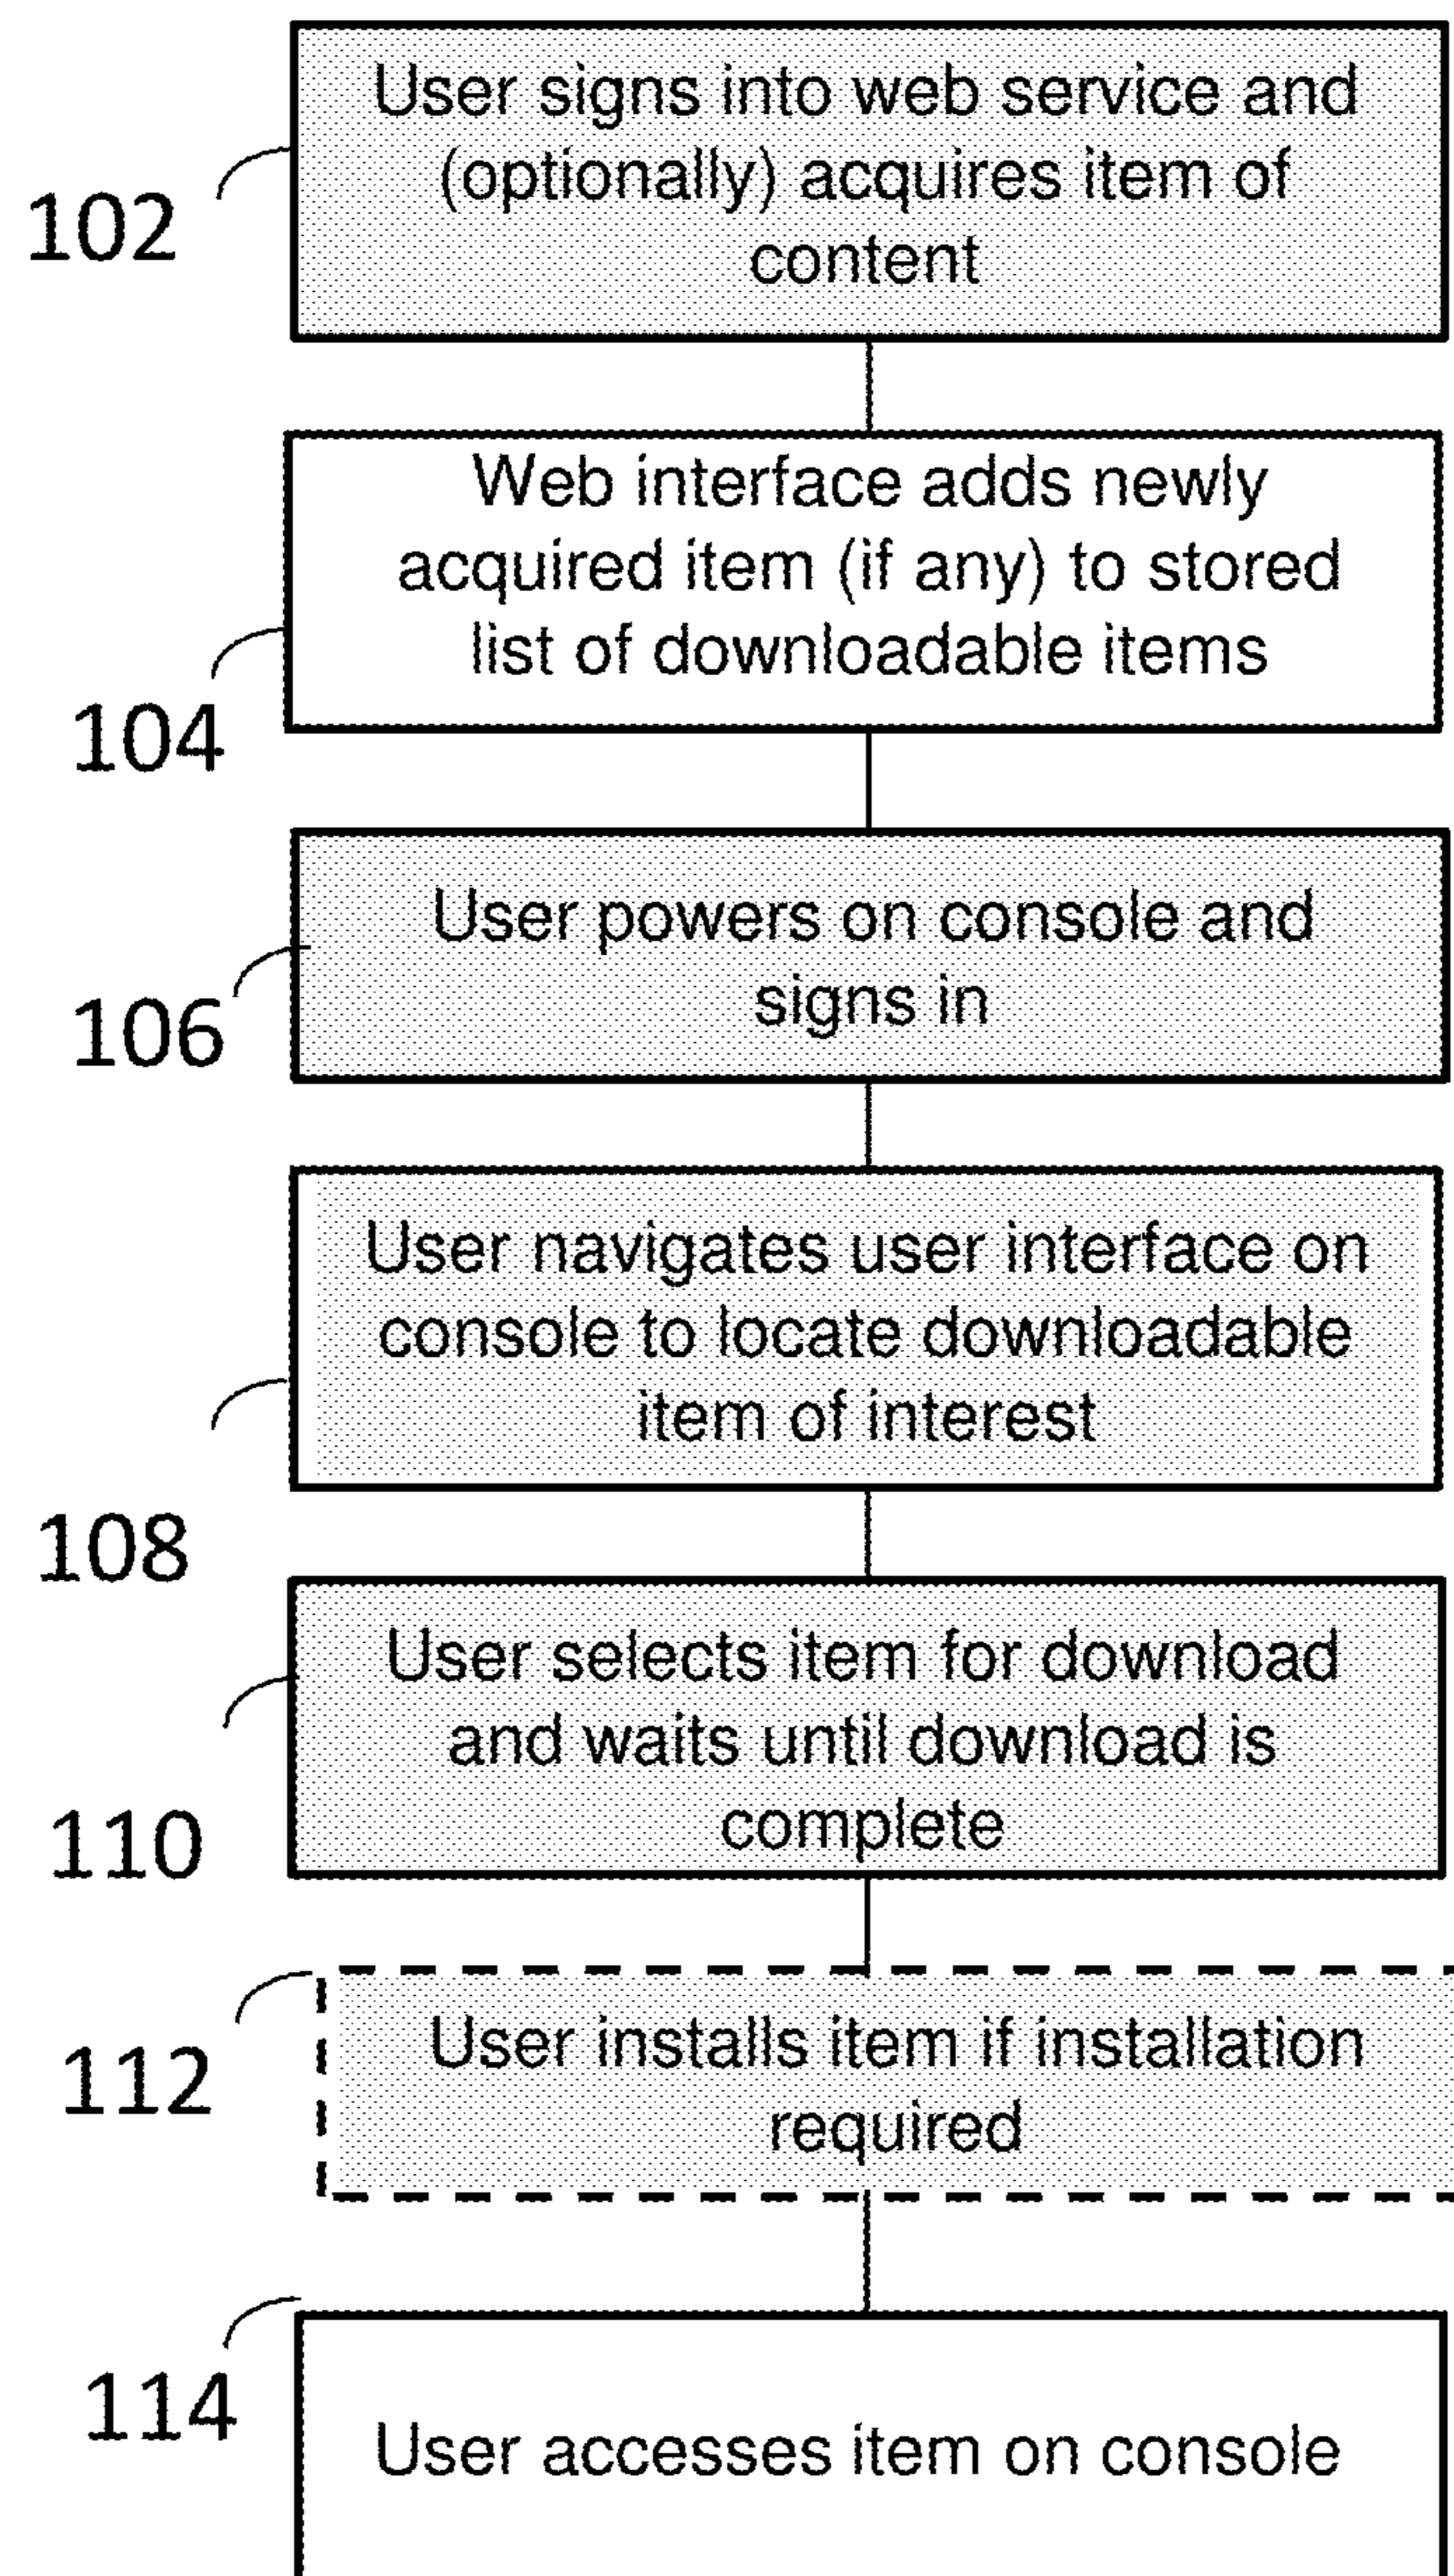 User signs into web service and
(optionally) acquires item of
content
102
Web interface adds newly
acquired item (if any) to stored
list of downloadable items
104
User powers on console and
signs in
106
User navigates user interface on
console to locate downloadable
item of interest
108
User selects item for download
and waits until download is
complete
110
User installs item if installation
required
112
114
User accesses item on console